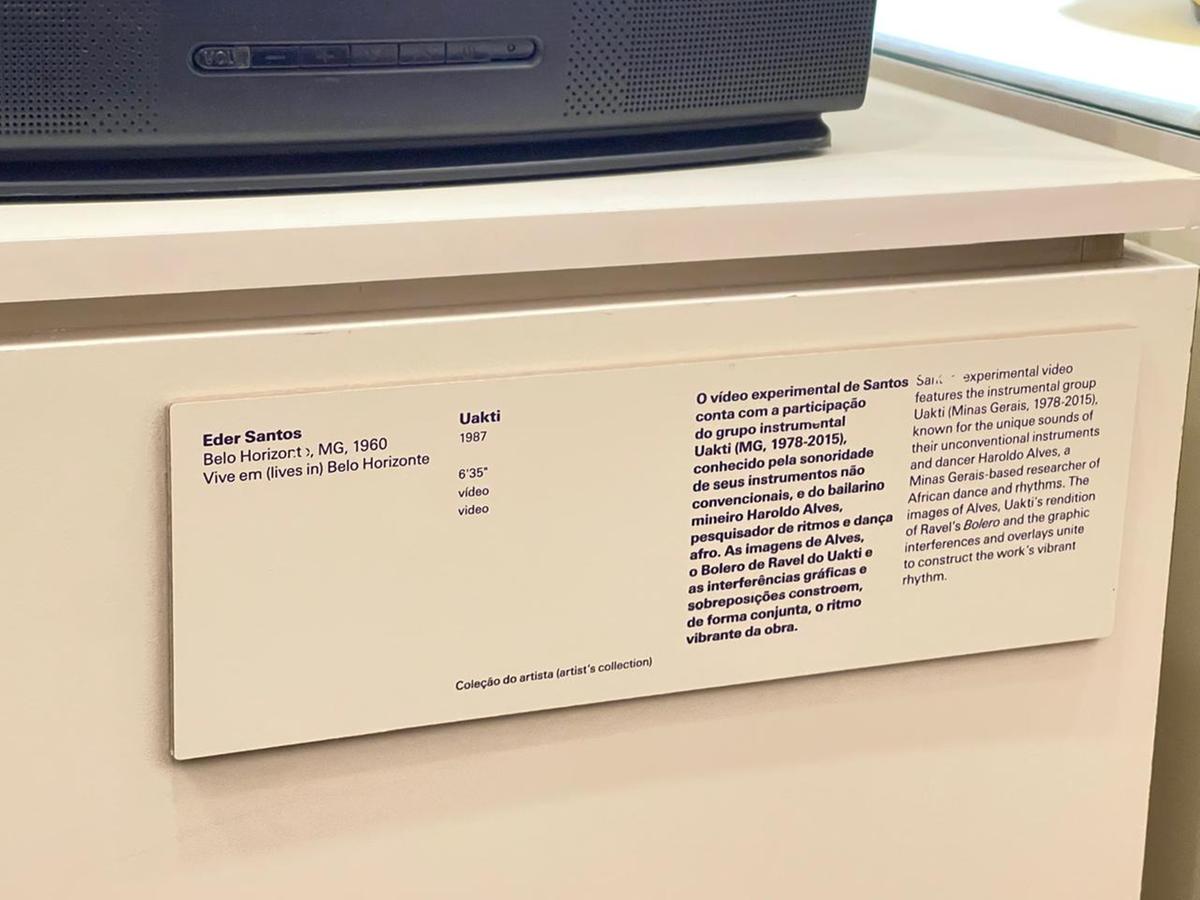 VOL
Eder Santos
Belo , MG, 1960
Vive em (lives in) Belo Horizonte
Uakti
1987
6'35"
vídeo
video
Coleção do artista (artist's collection)
O vídeo experimental de Santos
conta com a participação
do grupo instrumental
Uakti (MG, 1978-2015),
conhecido pela sonoridade
de seus instrumentos não
convencionais, e do bailarino
mineiro Haroldo Alves,
pesquisador de ritmos e dança
afro. As imagens de Alves,
o Bolero de Ravel do Uakti e
as interferências gráficas e
sobreposições constroem,
de forma conjunta, o ritmo
vibrante da obra.
experimental video
features the instrumental group
Uakti (Minas Gerais, 1978-2015),
known for the unique sounds of
their unconventional instruments
and dancer Haroldo Alves, a
Minas Gerais-based researcher of
African dance and rhythms. The
images of Alves, Uakti's rendition
of Ravel's Bolero and the graphic
interferences and overlays unite
to construct the work's vibrant
rhythm.